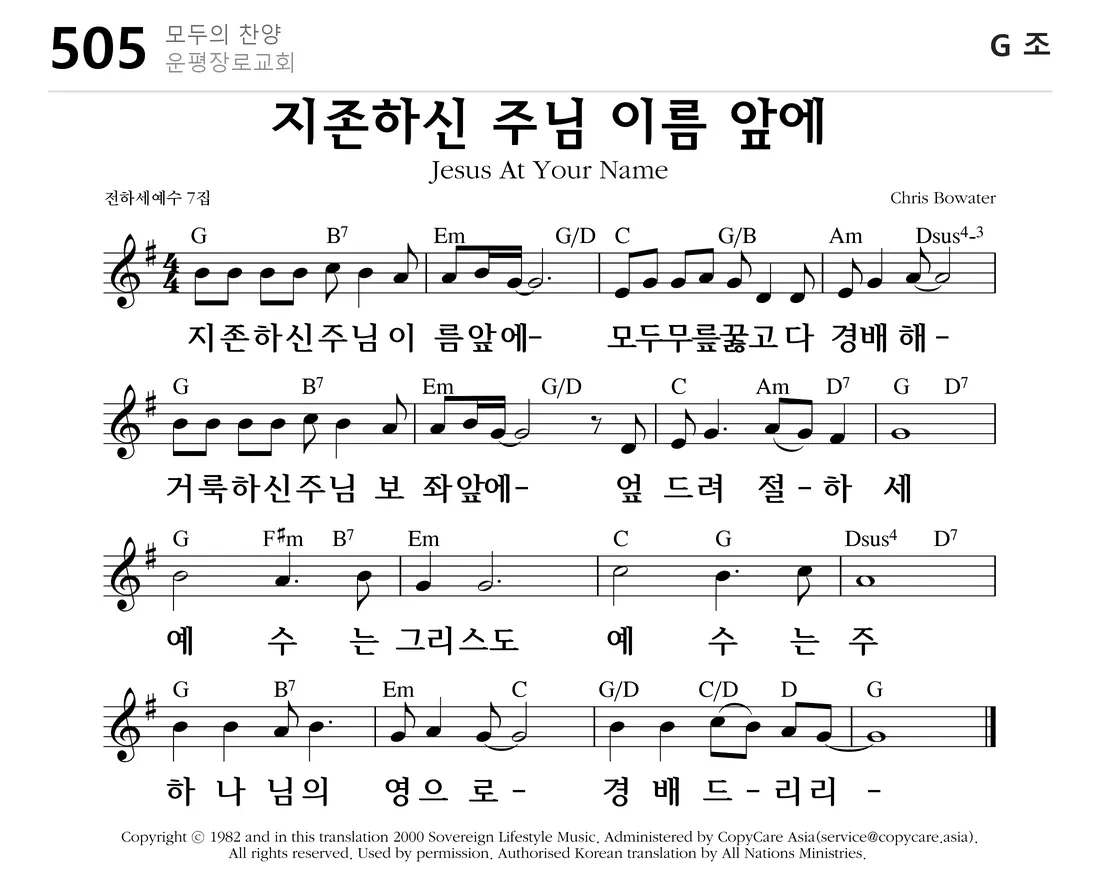 505 모두의 찬양
운평장로교회
G 조
지존하신 주님 이름 앞에
Jesus At Your Name
전하세예수 7집 Chris Bowater
G B7 Em G/D C G/B Am Dsus4-3
4
4
지존하신주님이 름앞에- 모두무릎꿇고다 경배해-
G B7 Em G/D C Am D7 G D7
거룩하신주님 보 좌앞에- 엎 드려 절-하 세
G F#m B7 Em C G Dsus4 D7
예 수 는 그리스도 예 수 는 주
G B7 Em C G/D C/D D G
하 나 님의 영으 로- 경 배 드-리리 -
Copyright ⓒ 1982 and in this translation 2000 Sovereign Lifestyle Music. Administered by CopyCare Asia(service@copycare.asia).
All rights reserved. Used by permission. Authorised Korean translation by All Nations Ministries.